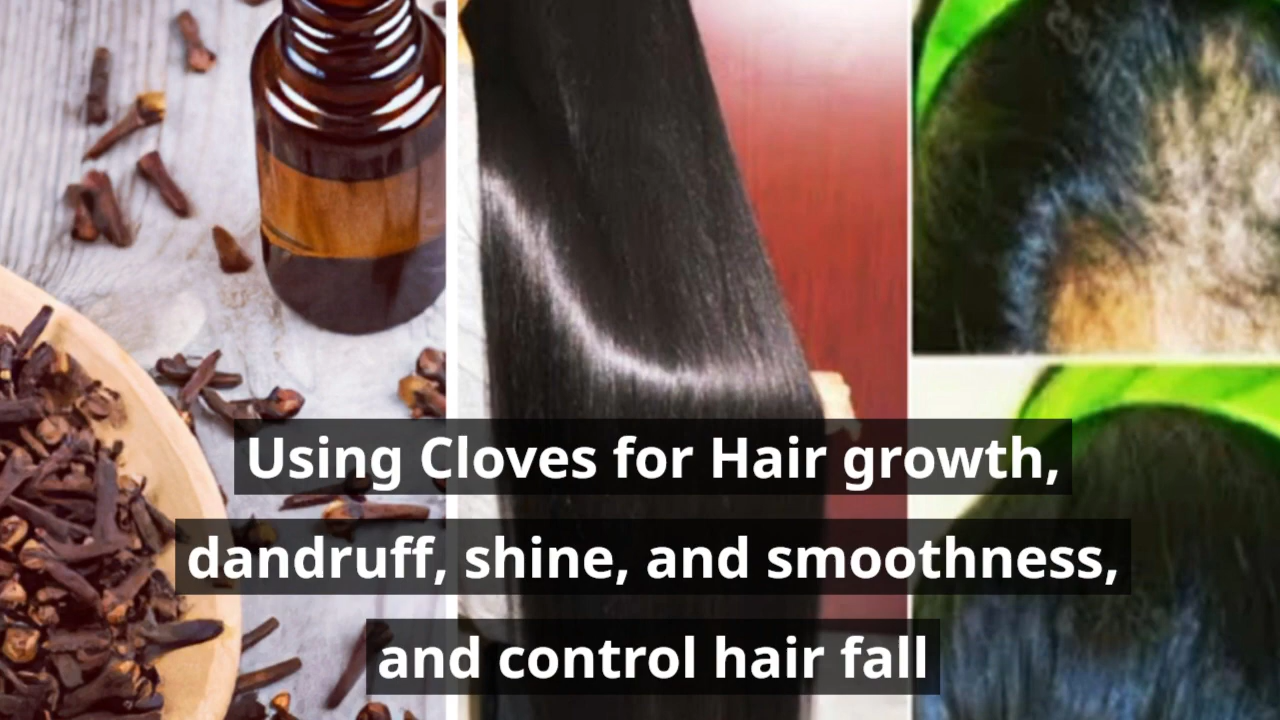 Using Cloves for Hair growth,
dandruff, shine, and smoothness,
and control hair fall